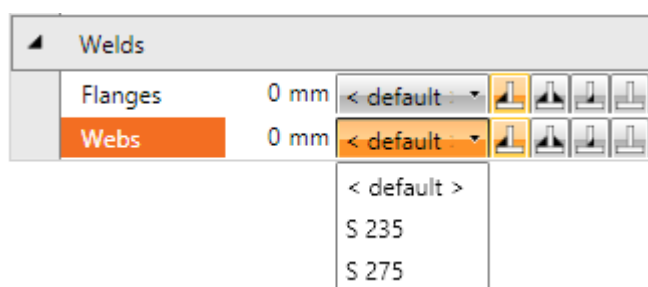 Welds
Flanges 0 mm < default :
Webs 0 mm < default
< default >
S 235
S 275